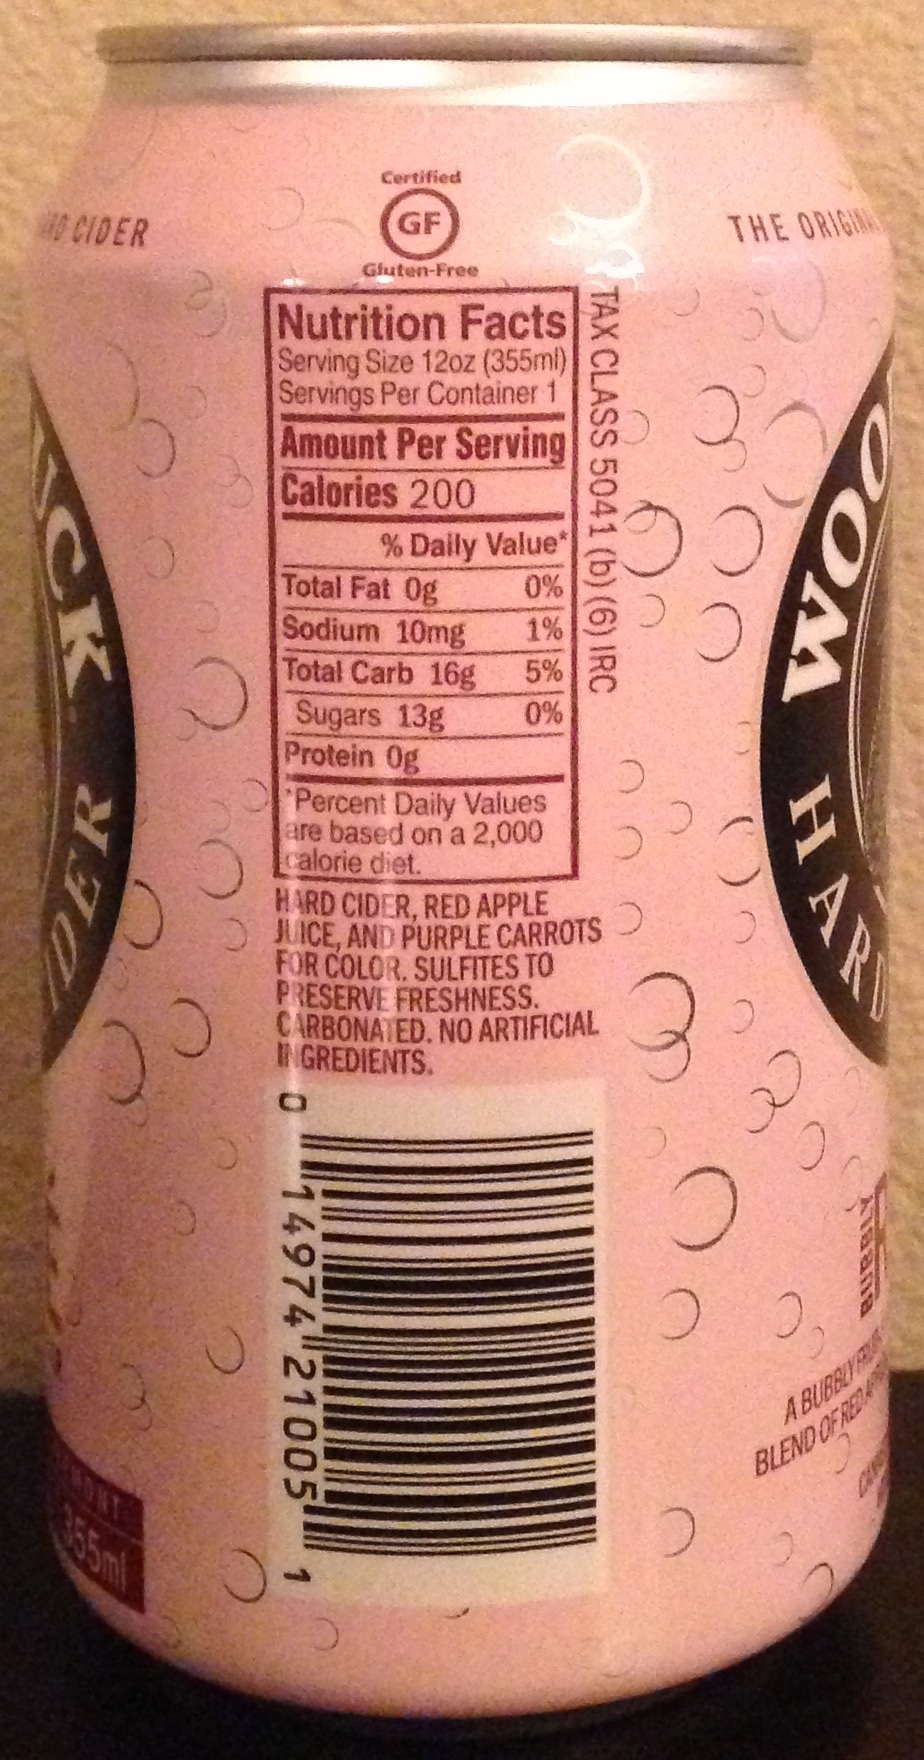 CIDER
Certified
GF
Gluten-Free
THE
Nutrition Facts
Serving Size 12oz (355ml)
Servings Per Container 1
Amount Per Serving
Calories 200
% Daily Value*
Total Fat 0g 0%
Sodium 10mg 1%
Total Carb 16g 5%
Sugars 13g 0%
Protein 0g
*Percent Daily Values
are based on a 2,000
calorie diet.
TAX CLASS 5041 (b) (6) IRC
HARD CIDER, RED APPLE
JUICE, AND PURPLE CARROTS
FOR COLOR. SULFITES TO
PRESERVE FRESHNESS.
CARBONATED. NO ARTIFICIAL
INGREDIENTS.
0 14974 21005 1
UCK
IDER
WOO
HARD
BUBBLY
A BUBBLY
BLEND OF RED
355ml